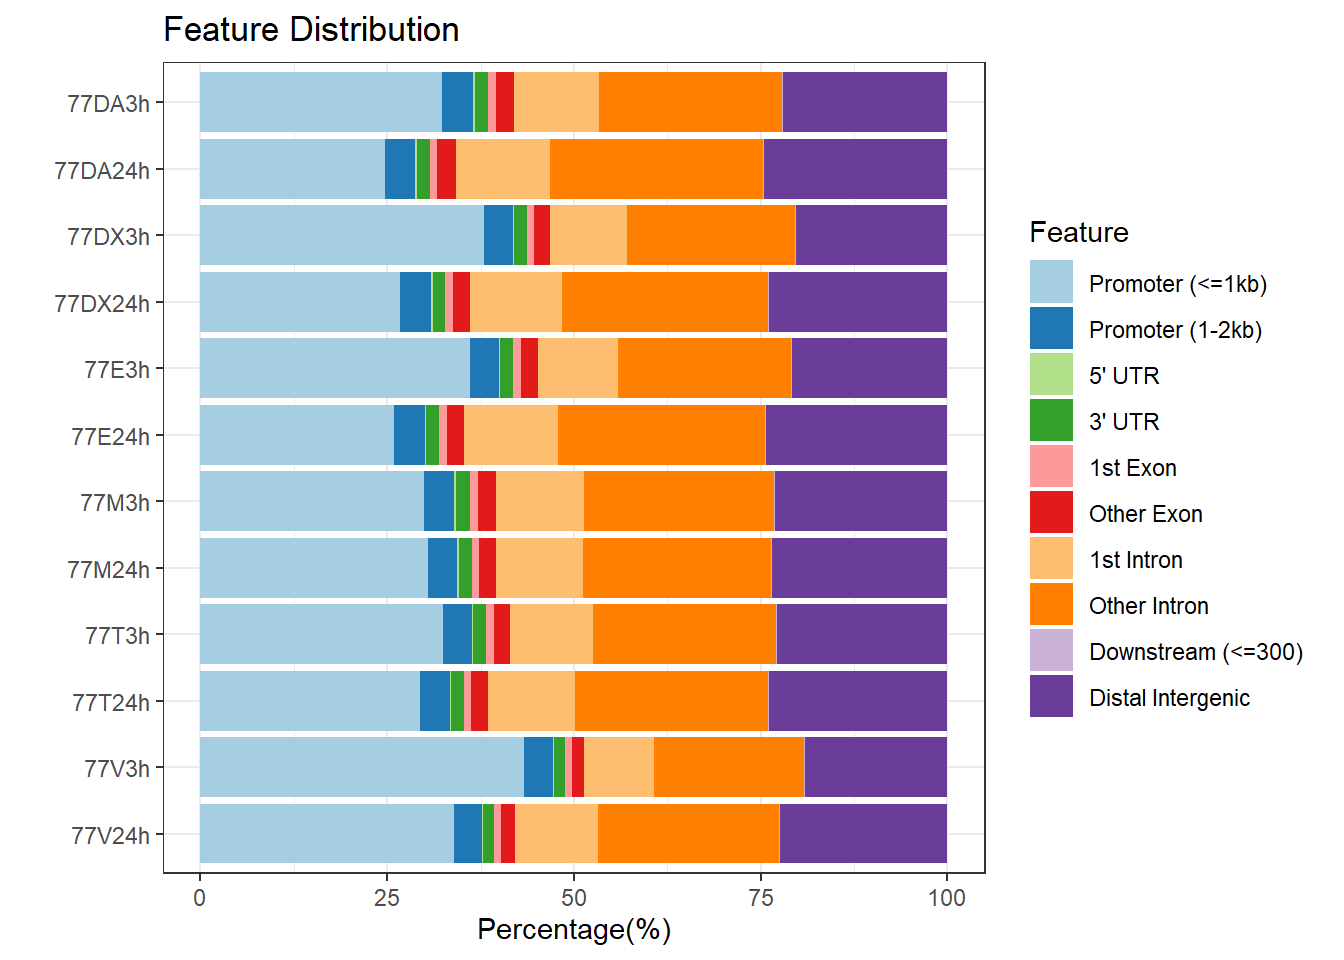 Feature Distribution
77DA3h
77DA24h
77DX3h
77DX24h
77E3h
77E24h
77M3h
77M24h
77T3h
77T24h
77V3h
77V24h
0 25 50 75 100
Percentage(%)
Feature
Promoter (<=1kb)
Promoter (1-2kb)
5' UTR
3' UTR
1st Exon
Other Exon
1st Intron
Other Intron
Downstream (<=300)
Distal Intergenic